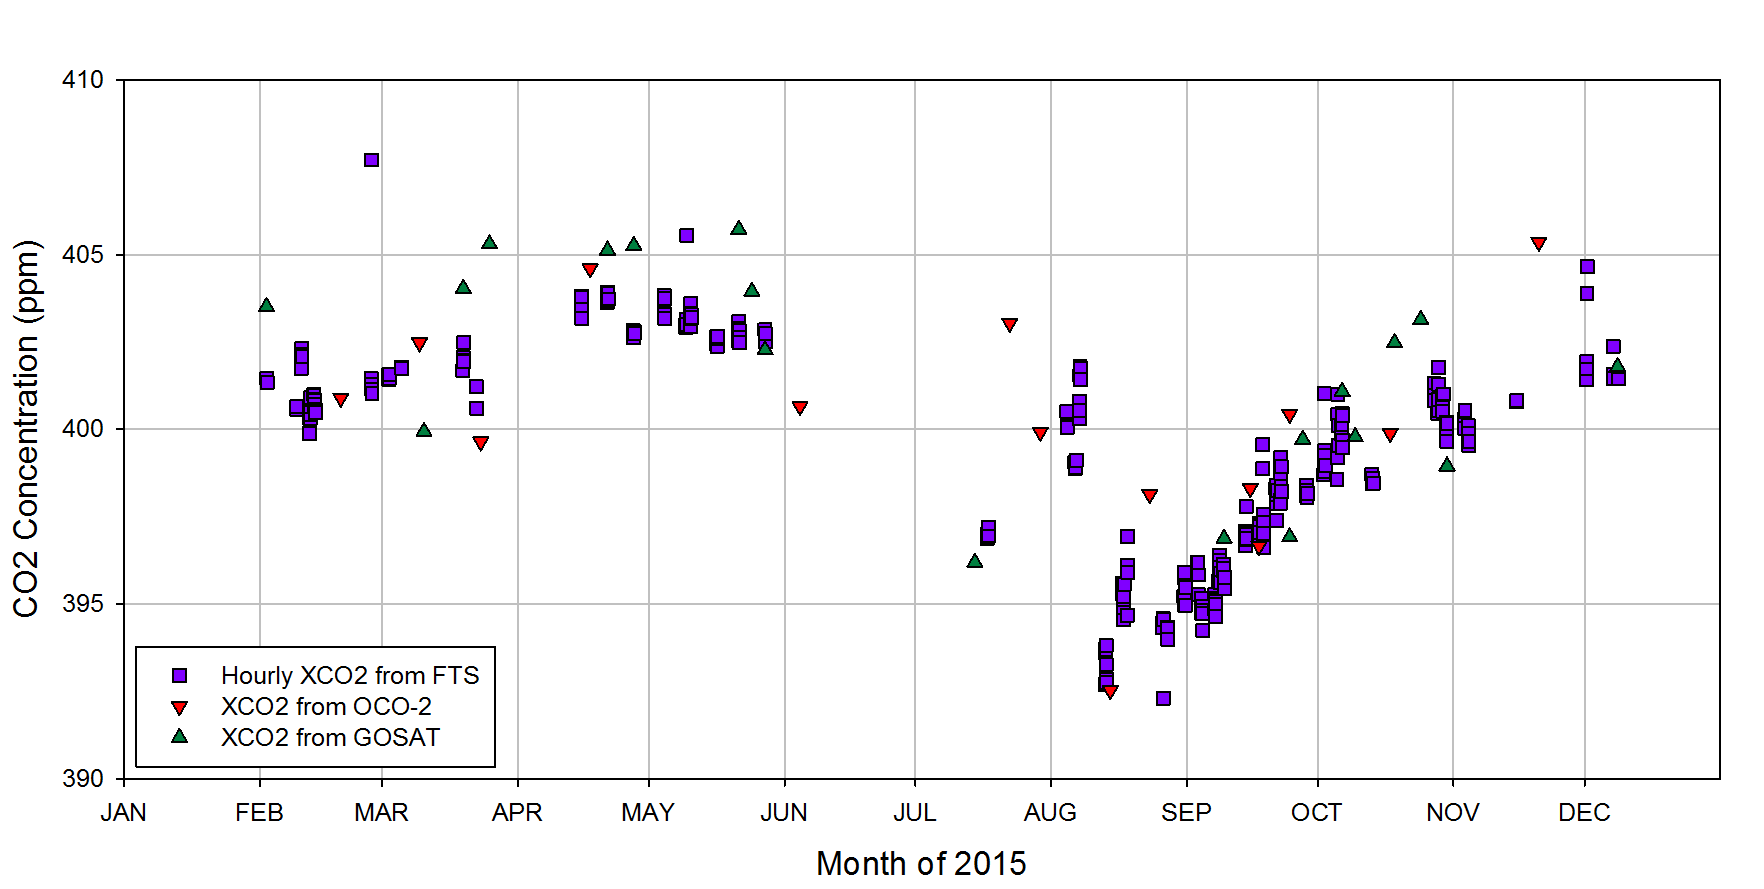 410
405
400
395
390
CO2 Concentration (ppm)
Hourly XCO2 from FTS
XCO2 from OCO-2
XCO2 from GOSAT
JAN FEB MAR APR MAY JUN JUL AUG SEP OCT NOV DEC
Month of 2015